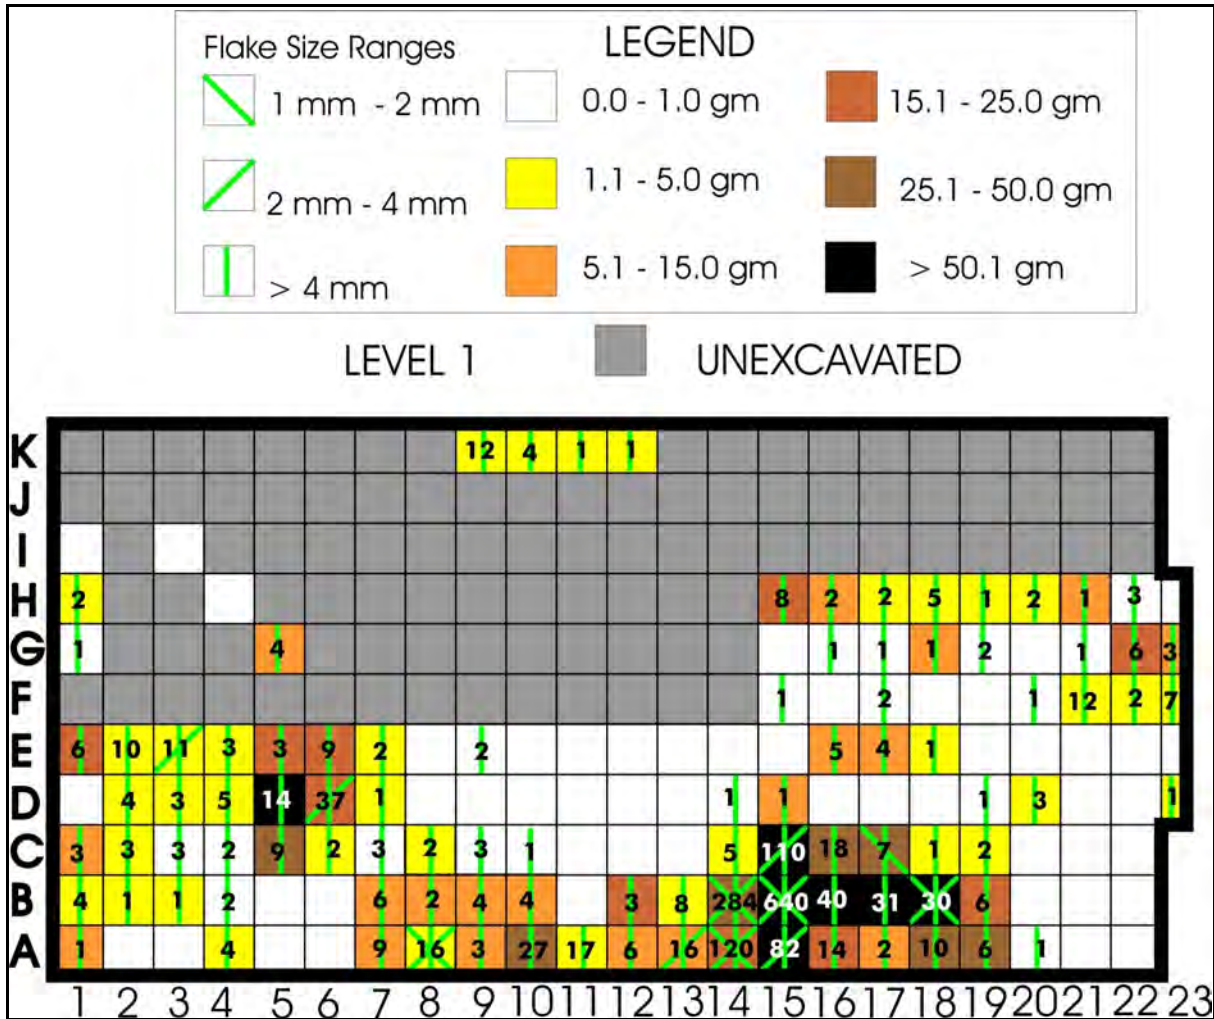 Flake Size Ranges LEGEND
1 mm - 2 mm 0.0 - 1.0 gm 15.1 - 25.0 gm
2 mm - 4 mm 1.1 - 5.0 gm 25.1 - 50.0 gm
> 4 mm 5.1 - 15.0 gm > 50.1 gm
LEVEL 1 UNEXCAVATED
K 12 4 1 1
J
I
H 2 8 2 2 5 1 2 1 3
G 1 4 1 1 1 2 1 6 3
F 1 2 1 12 2 7
E 6 10 11 3 3 9 2 2 5 4 1
D 4 3 5 14 37 1 1 1 1 3 1
C 3 3 3 2 9 2 3 2 3 1 5 110 18 7 1 2
B 4 1 1 2 6 2 4 4 3 8 284 640 40 31 30 6
A 1 4 9 16 3 27 17 6 16 120 82 14 2 10 6 1
1 2 3 4 5 6 7 8 9 10 11 12 13 14 15 16 17 18 19 20 21 22 23